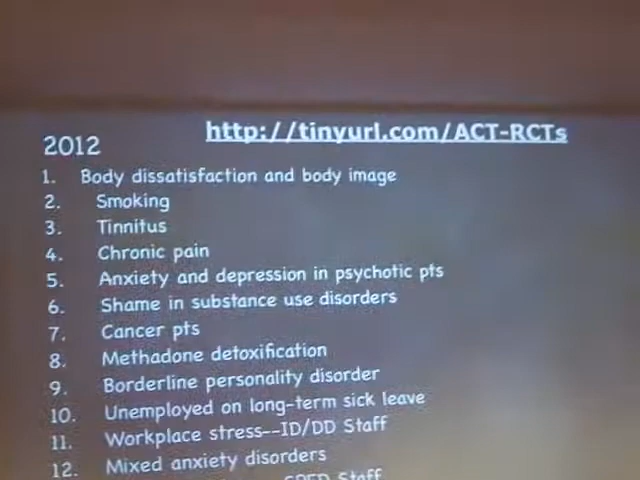 http://tinyurl.com/ACT-RCTs
2012
1. Body dissatisfaction and body image
2. Smoking
3. Tinnitus
4. Chronic pain
5. Anxiety and depression in psychotic pts
6. Shame in substance use disorders
7. Cancer pts
8. Methadone detoxification
9. Borderline personality disorder
10. Unemployed on long-term sick leave
11. Workplace stress--ID/DD Staff
12. Mixed anxiety disorders
Staff